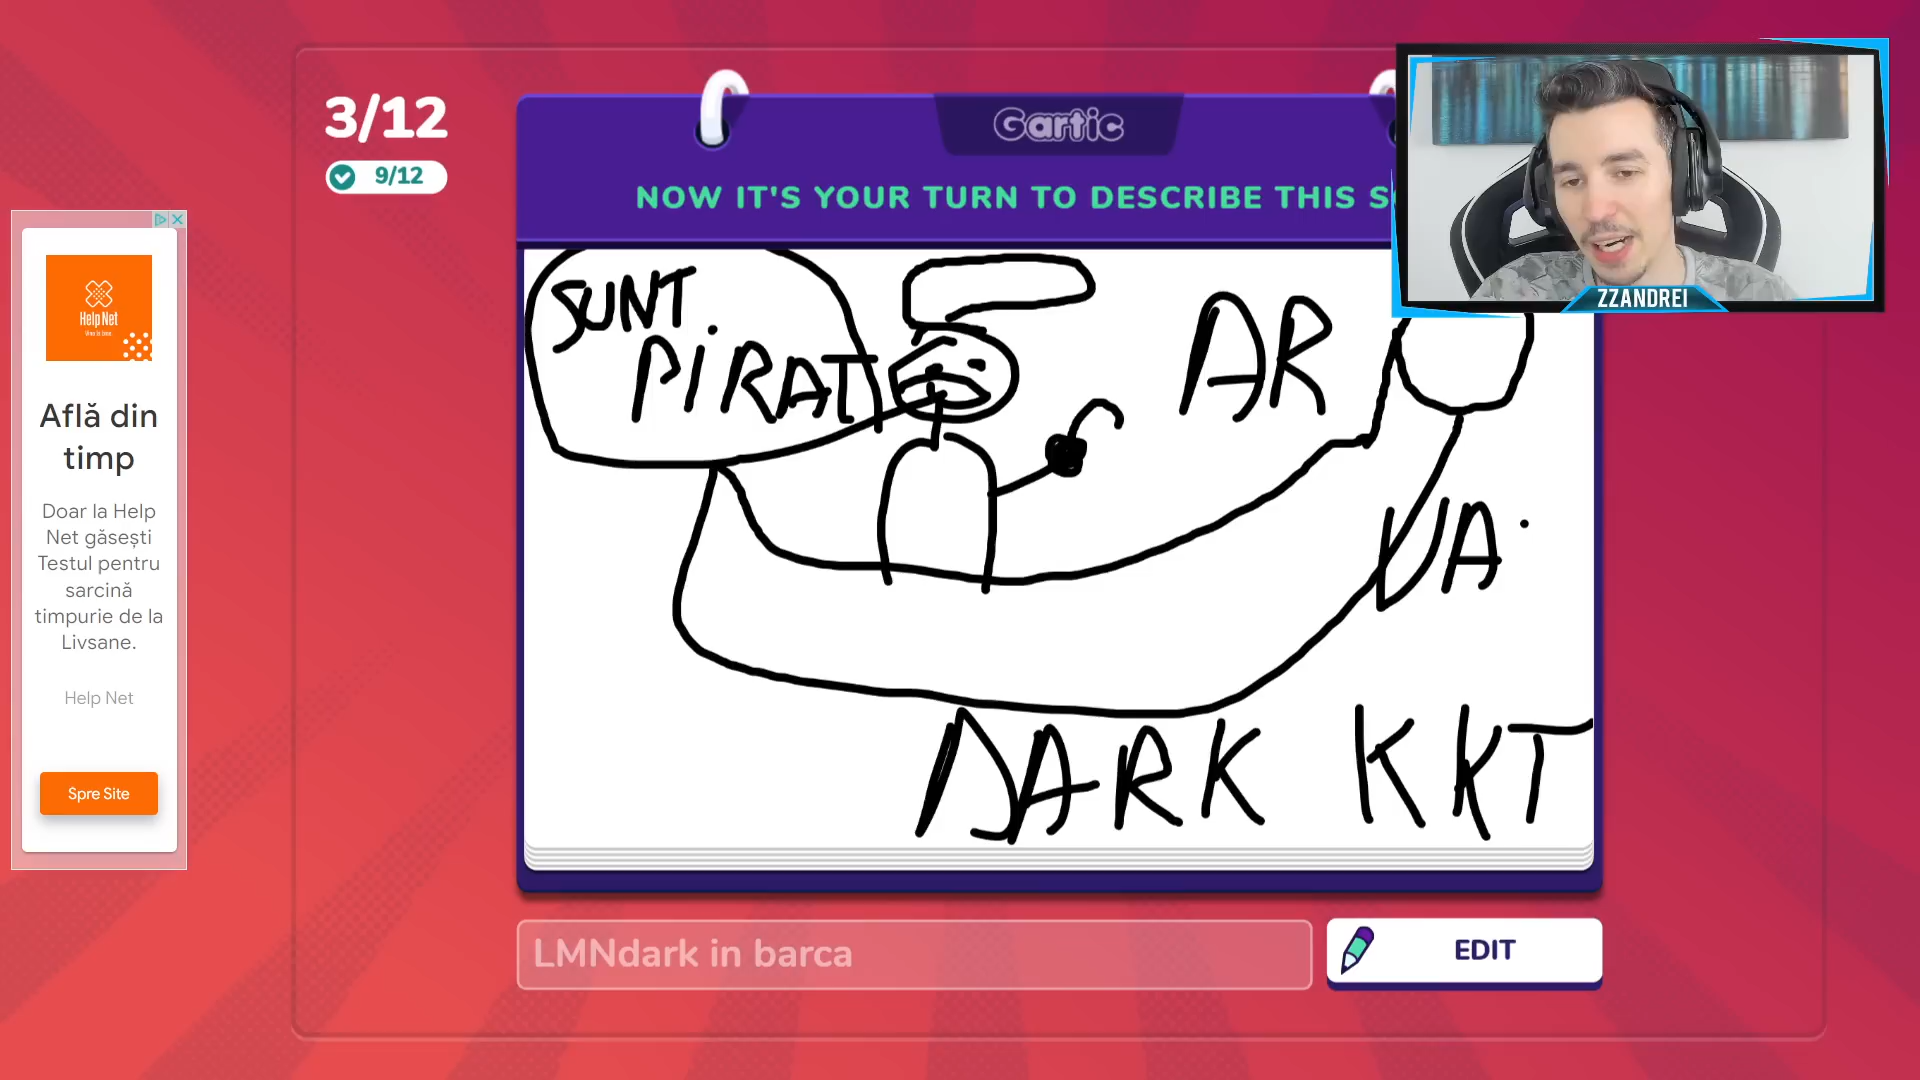 3/12
9/12
Gartic
NOW IT'S YOUR TURN TO DESCRIBE THIS
ZZANDREI
SUNT
PIRAT
AR
UA
DARK KKT
LMNdark in barca
EDIT
Help Net
Află din
timp
Doar la Help
Net găsești
Testul pentru
sarcină
timpurie de la
Livsane.
Help Net
Spre Site